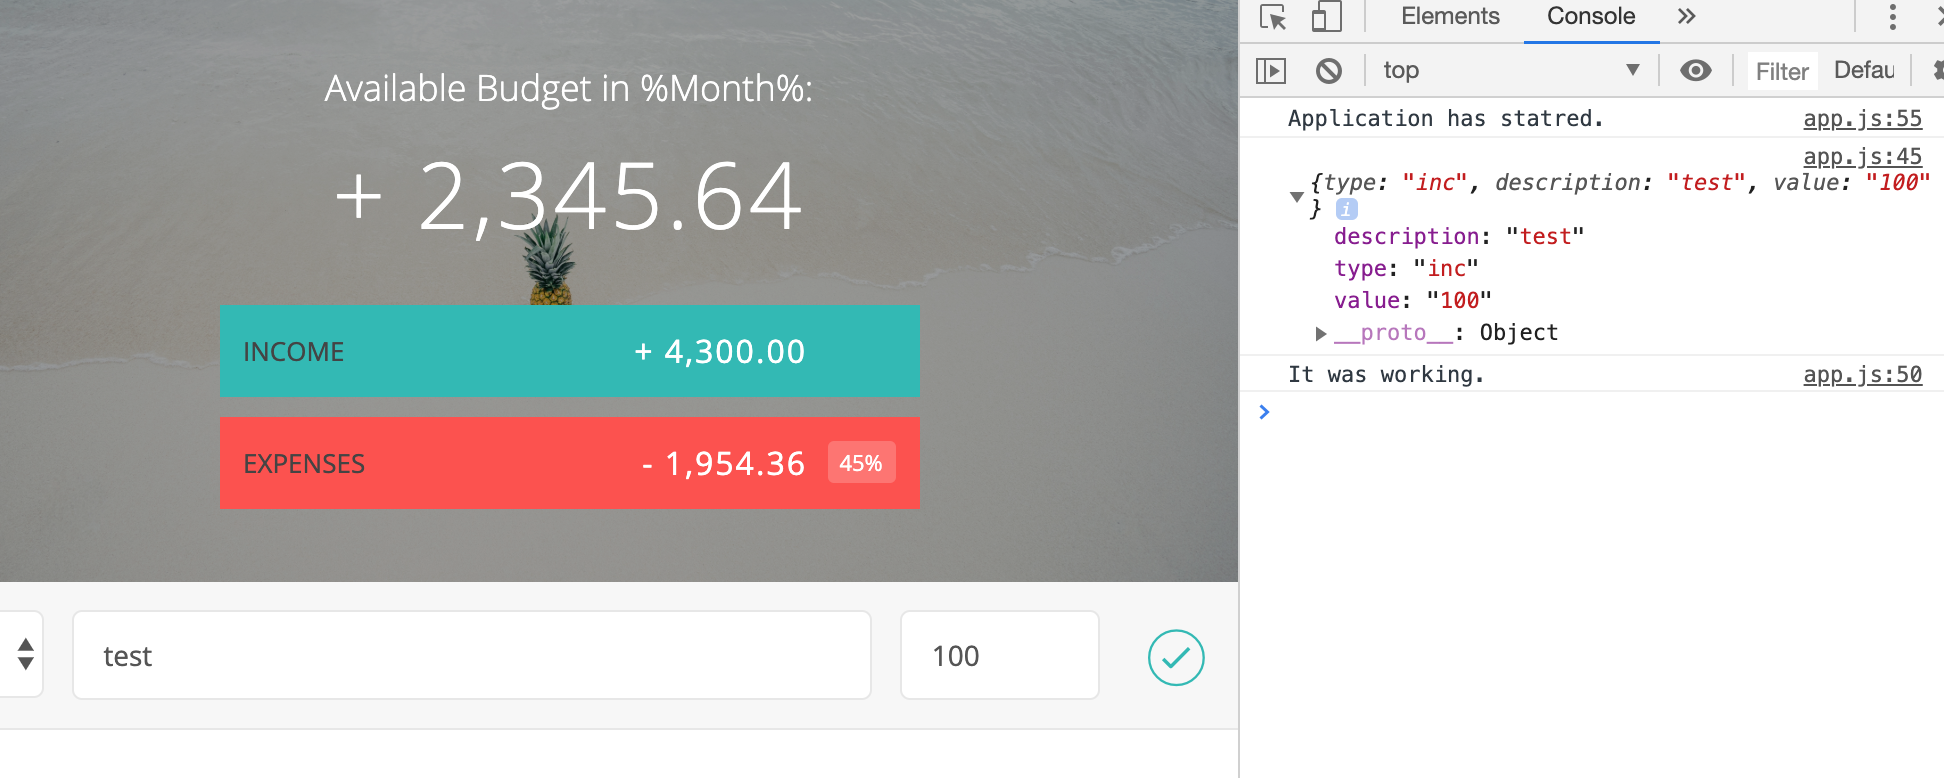 Available Budget in %Month%:
+ 2,345.64
INCOME + 4,300.00
EXPENSES - 1,954.36 45%
test 100
Elements Console
top Filter Defau
Application has statred. app.js:55
app.js:45
{type: "inc", description: "test", value: "100"
} i
description: "test"
type: "inc"
value: "100"
__proto__: Object
It was working. app.js:50